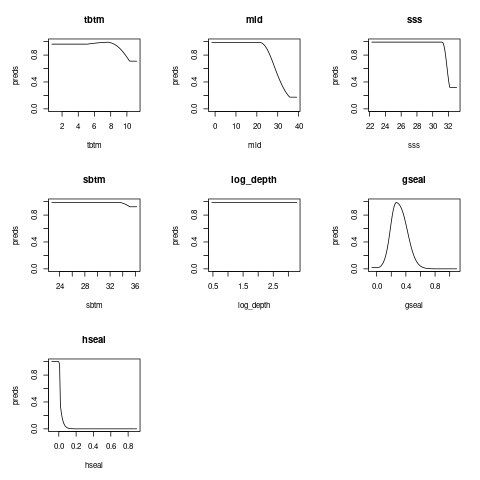 tbtm
preds
0.0 0.4 0.8
2 4 6 8 10
tbtm
mld
preds
0.0 0.4 0.8
0 10 20 30 40
mld
sss
preds
0.0 0.4 0.8
22 24 26 28 30 32
sss
sbtm
preds
0.0 0.4 0.8
24 28 32 36
sbtm
log_depth
preds
0.0 0.4 0.8
0.5 1.5 2.5
log_depth
gseal
preds
0.0 0.4 0.8
0.0 0.4 0.8
gseal
hseal
preds
0.0 0.4 0.8
0.0 0.2 0.4 0.6 0.8
hseal